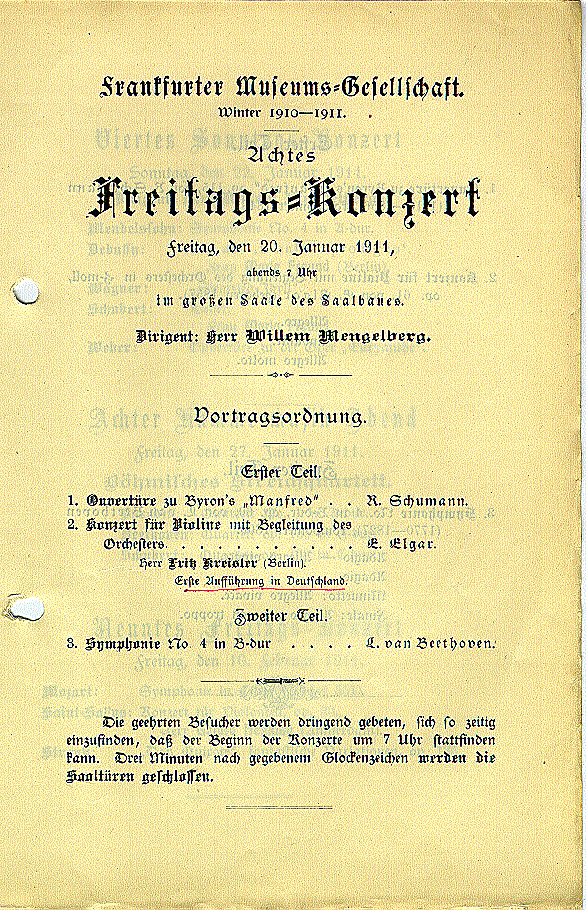 Frankfurter Museums-Gesellschaft.
Winter 1910—1911.
Achtes
Freitags-Konzert
Freitag, den 20. Januar 1911,
abends 7 Uhr
im großen Saale des Saalbaues.
Dirigent: Herr Willem Mengelberg.
Vortragsordnung.
Erster Teil.
1. Ouvertüre zu Byron's „Manfred“ . . R. Schumann.
2. Konzert für Violine mit Begleitung des
Orchesters. . . . . . . . . . . E. Elgar.
Herr Fritz Kreisler (Berlin).
Erste Aufführung in Deutschland.
Zweiter Teil.
3. Symphonie No. 4 in B-dur . . . . L. van Beethoven.
Die geehrten Besucher werden dringend gebeten, sich so zeitig
einzufinden, daß der Beginn der Konzerte um 7 Uhr stattfinden
kann. Drei Minuten nach gegebenem Glockenzeichen werden die
Saaltüren geschlossen.